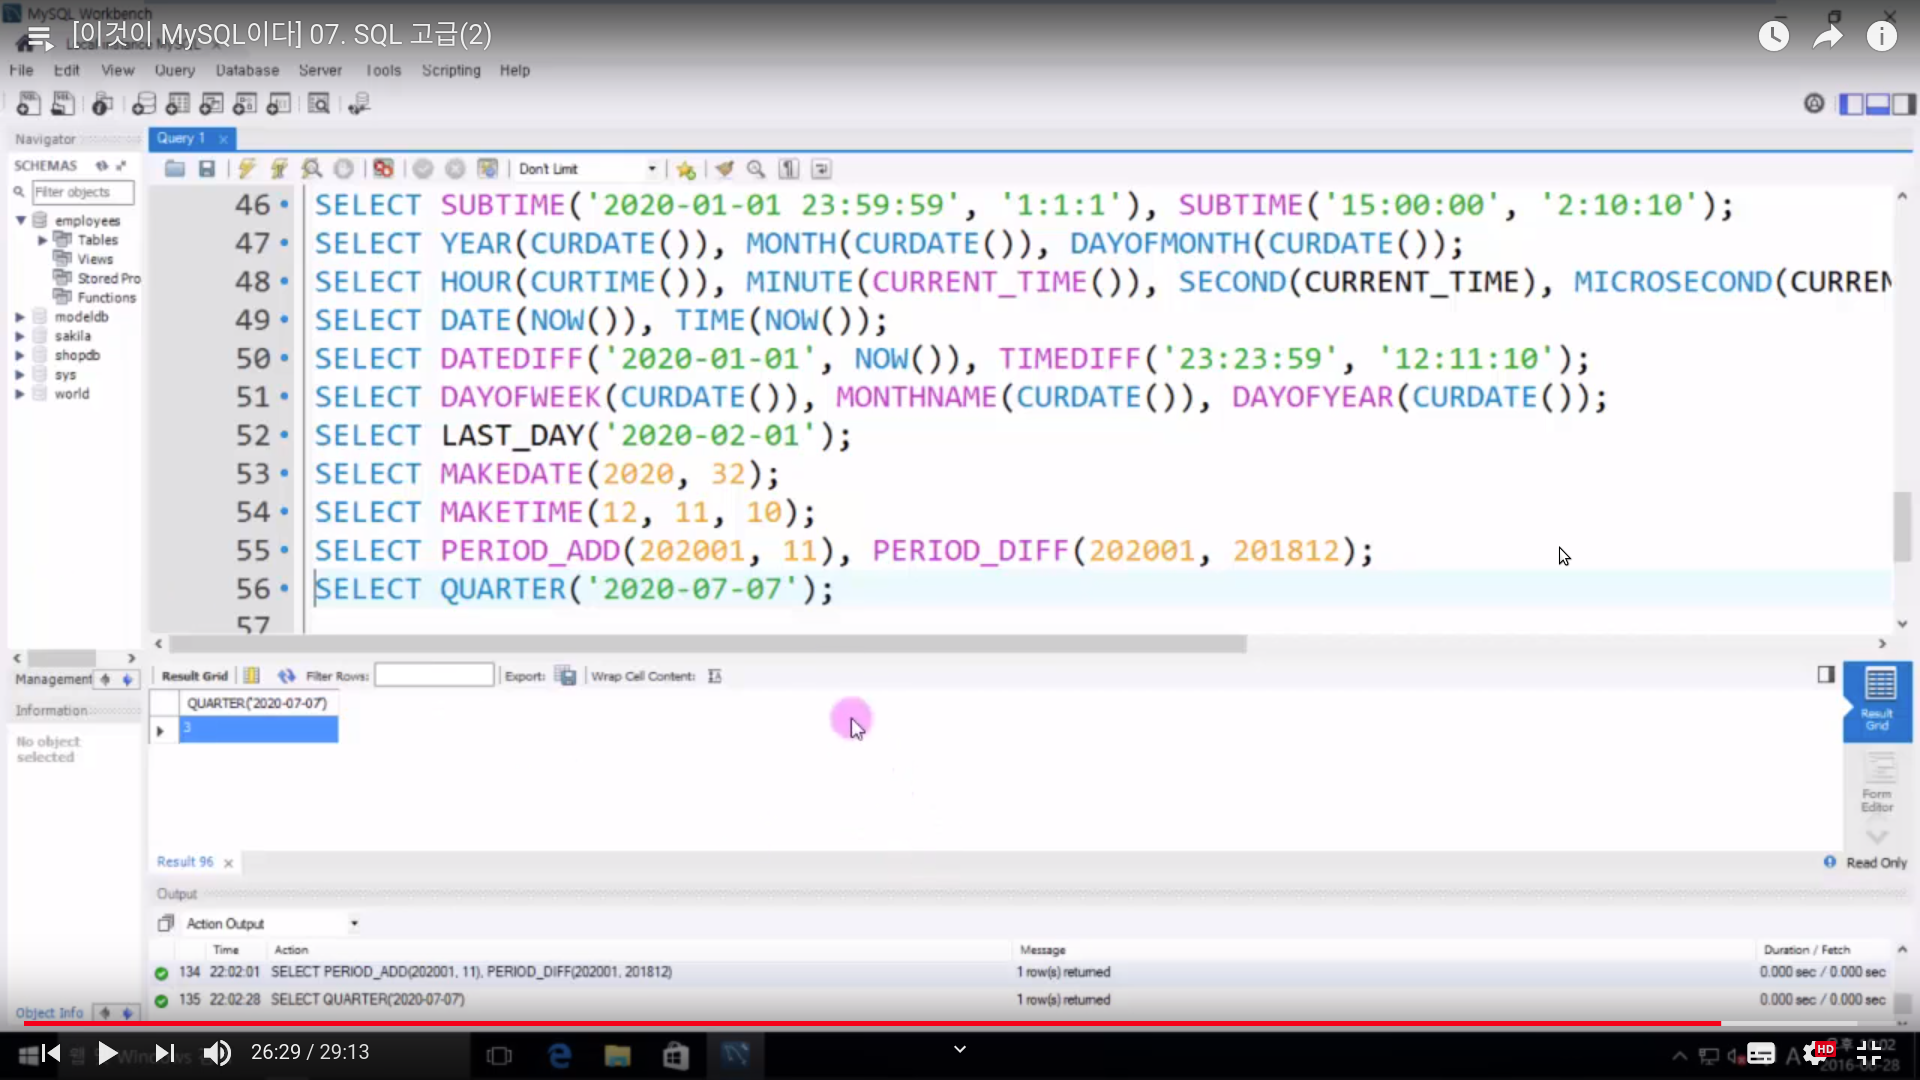 MySQL Workbench
[이것이 MySQL이다] 07. SQL 고급(2)
File Edit View Query Database Server Tools Scripting Help
Navigator
Query 1
SCHEMAS
Don't Limit
Filter objects
employees
Tables
Views
Stored Pro
Functions
modeldb
sakila
shopdb
sys
world
46 SELECT SUBTIME('2020-01-01 23:59:59', '1:1:1'), SUBTIME('15:00:00', '2:10:10');
47 SELECT YEAR(CURDATE()), MONTH(CURDATE()), DAYOFMONTH(CURDATE());
48 SELECT HOUR(CURTIME()), MINUTE(CURRENT_TIME()), SECOND(CURRENT_TIME), MICROSECOND(CURREN
49 SELECT DATE(NOW()), TIME(NOW());
50 SELECT DATEDIFF('2020-01-01', NOW()), TIMEDIFF('23:23:59', '12:11:10');
51 SELECT DAYOFWEEK(CURDATE()), MONTHNAME(CURDATE()), DAYOFYEAR(CURDATE());
52 SELECT LAST_DAY('2020-02-01');
53 SELECT MAKEDATE(2020, 32);
54 SELECT MAKETIME(12, 11, 10);
55 SELECT PERIOD_ADD(202001, 11), PERIOD_DIFF(202001, 201812);
56 SELECT QUARTER('2020-07-07');
57
Management
Information
No object
selected
Object Info
Result Grid Filter Rows: Export: Wrap Cell Content:
QUARTER('2020-07-07')
3
Result
Grid
Form
Editor
Result 96
Read Only
Output
Action Output
Time Action Message Duration / Fetch
134 22:02:01 SELECT PERIOD_ADD(202001, 11), PERIOD_DIFF(202001, 201812) 1 row(s) returned 0.000 sec / 0.000 sec
135 22:02:28 SELECT QUARTER('2020-07-07') 1 row(s) returned 0.000 sec / 0.000 sec
26:29 / 29:13
HD